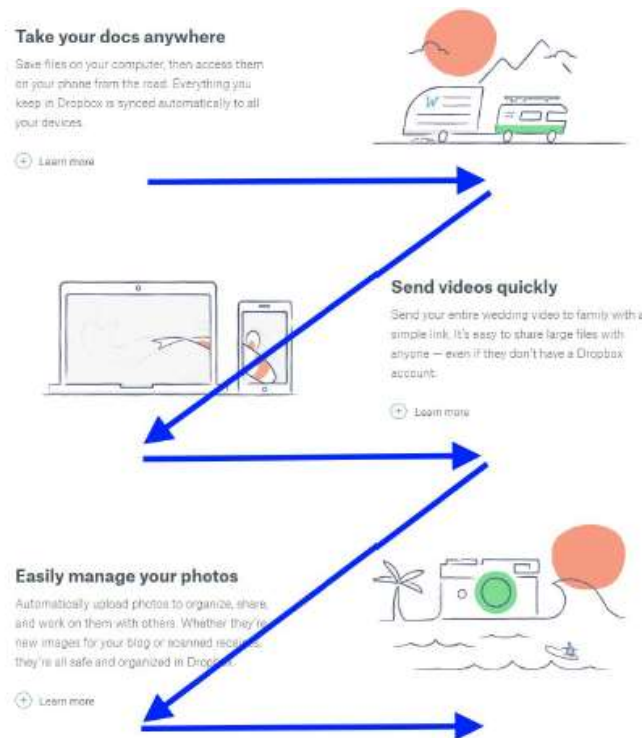 Take your docs anywhere
Save files on your computer, then access them
on your phone from the road. Everything you
keep in Dropbox is synced automatically to all
your devices.
Learn more
W
Send videos quickly
Send your entire wedding video to family with a
simple link. It's easy to share large files with
anyone — even if they don't have a Dropbox
account.
Learn more
Easily manage your photos
Automatically upload photos to organize, share,
and work on them with others. Whether they're
new images for your blog or scanned receipts,
they're all safe and organized in Dropbox.
Learn more